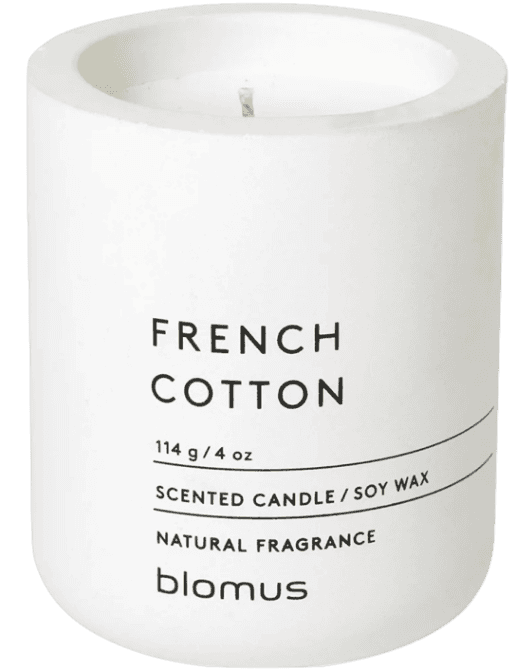 FRENCH
COTTON
114 g / 4 oz
SCENTED CANDLE / SOY WAX
NATURAL FRAGRANCE
blomus